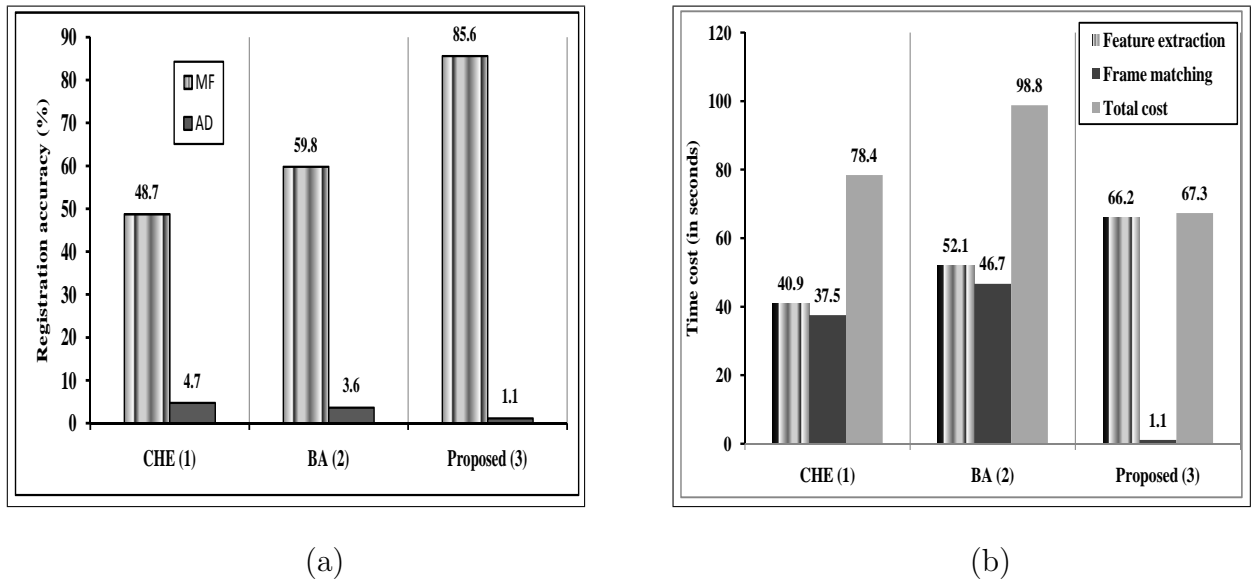 90
80
70
60
50
40
30
20
10
0
Registration accuracy (%)
MF
AD
48.7
4.7
59.8
3.6
85.6
1.1
CHE (1)
BA (2)
Proposed (3)
(a)
120
100
80
60
40
20
0
Time cost (in seconds)
Feature extraction
Frame matching
Total cost
40.9
37.5
78.4
52.1
46.7
98.8
66.2
1.1
67.3
CHE (1)
BA (2)
Proposed (3)
(b)